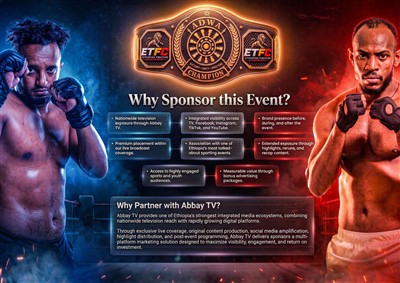 ADWA
ETFC
ETFC
CHAMPION
Why Sponsor this Event?
Nationwide television
exposure through Abbay
TV.
Integrated visibility across
TV, Facebook, Instagram,
TikTok, and YouTube.
Brand presence before,
during, and after the
event.
Premium placement within
our live broadcast
coverage.
Association with one of
Ethiopia's most talked-
about sporting events.
Extended exposure through
highlights, reruns, and
recap content.
Access to highly engaged
sports and youth
audiences.
Measurable value through
bonus advertising
packages.
Why Partner with Abbay TV?
Abbay TV provides one of Ethiopia's strongest integrated media ecosystems, combining
nationwide television reach with rapidly growing digital platforms.
Through exclusive live coverage, original content production, social media amplification,
highlight distribution, and post-event programming, Abbay TV delivers sponsors a multi-
platform marketing solution designed to maximize visibility, engagement, and return on
investment.